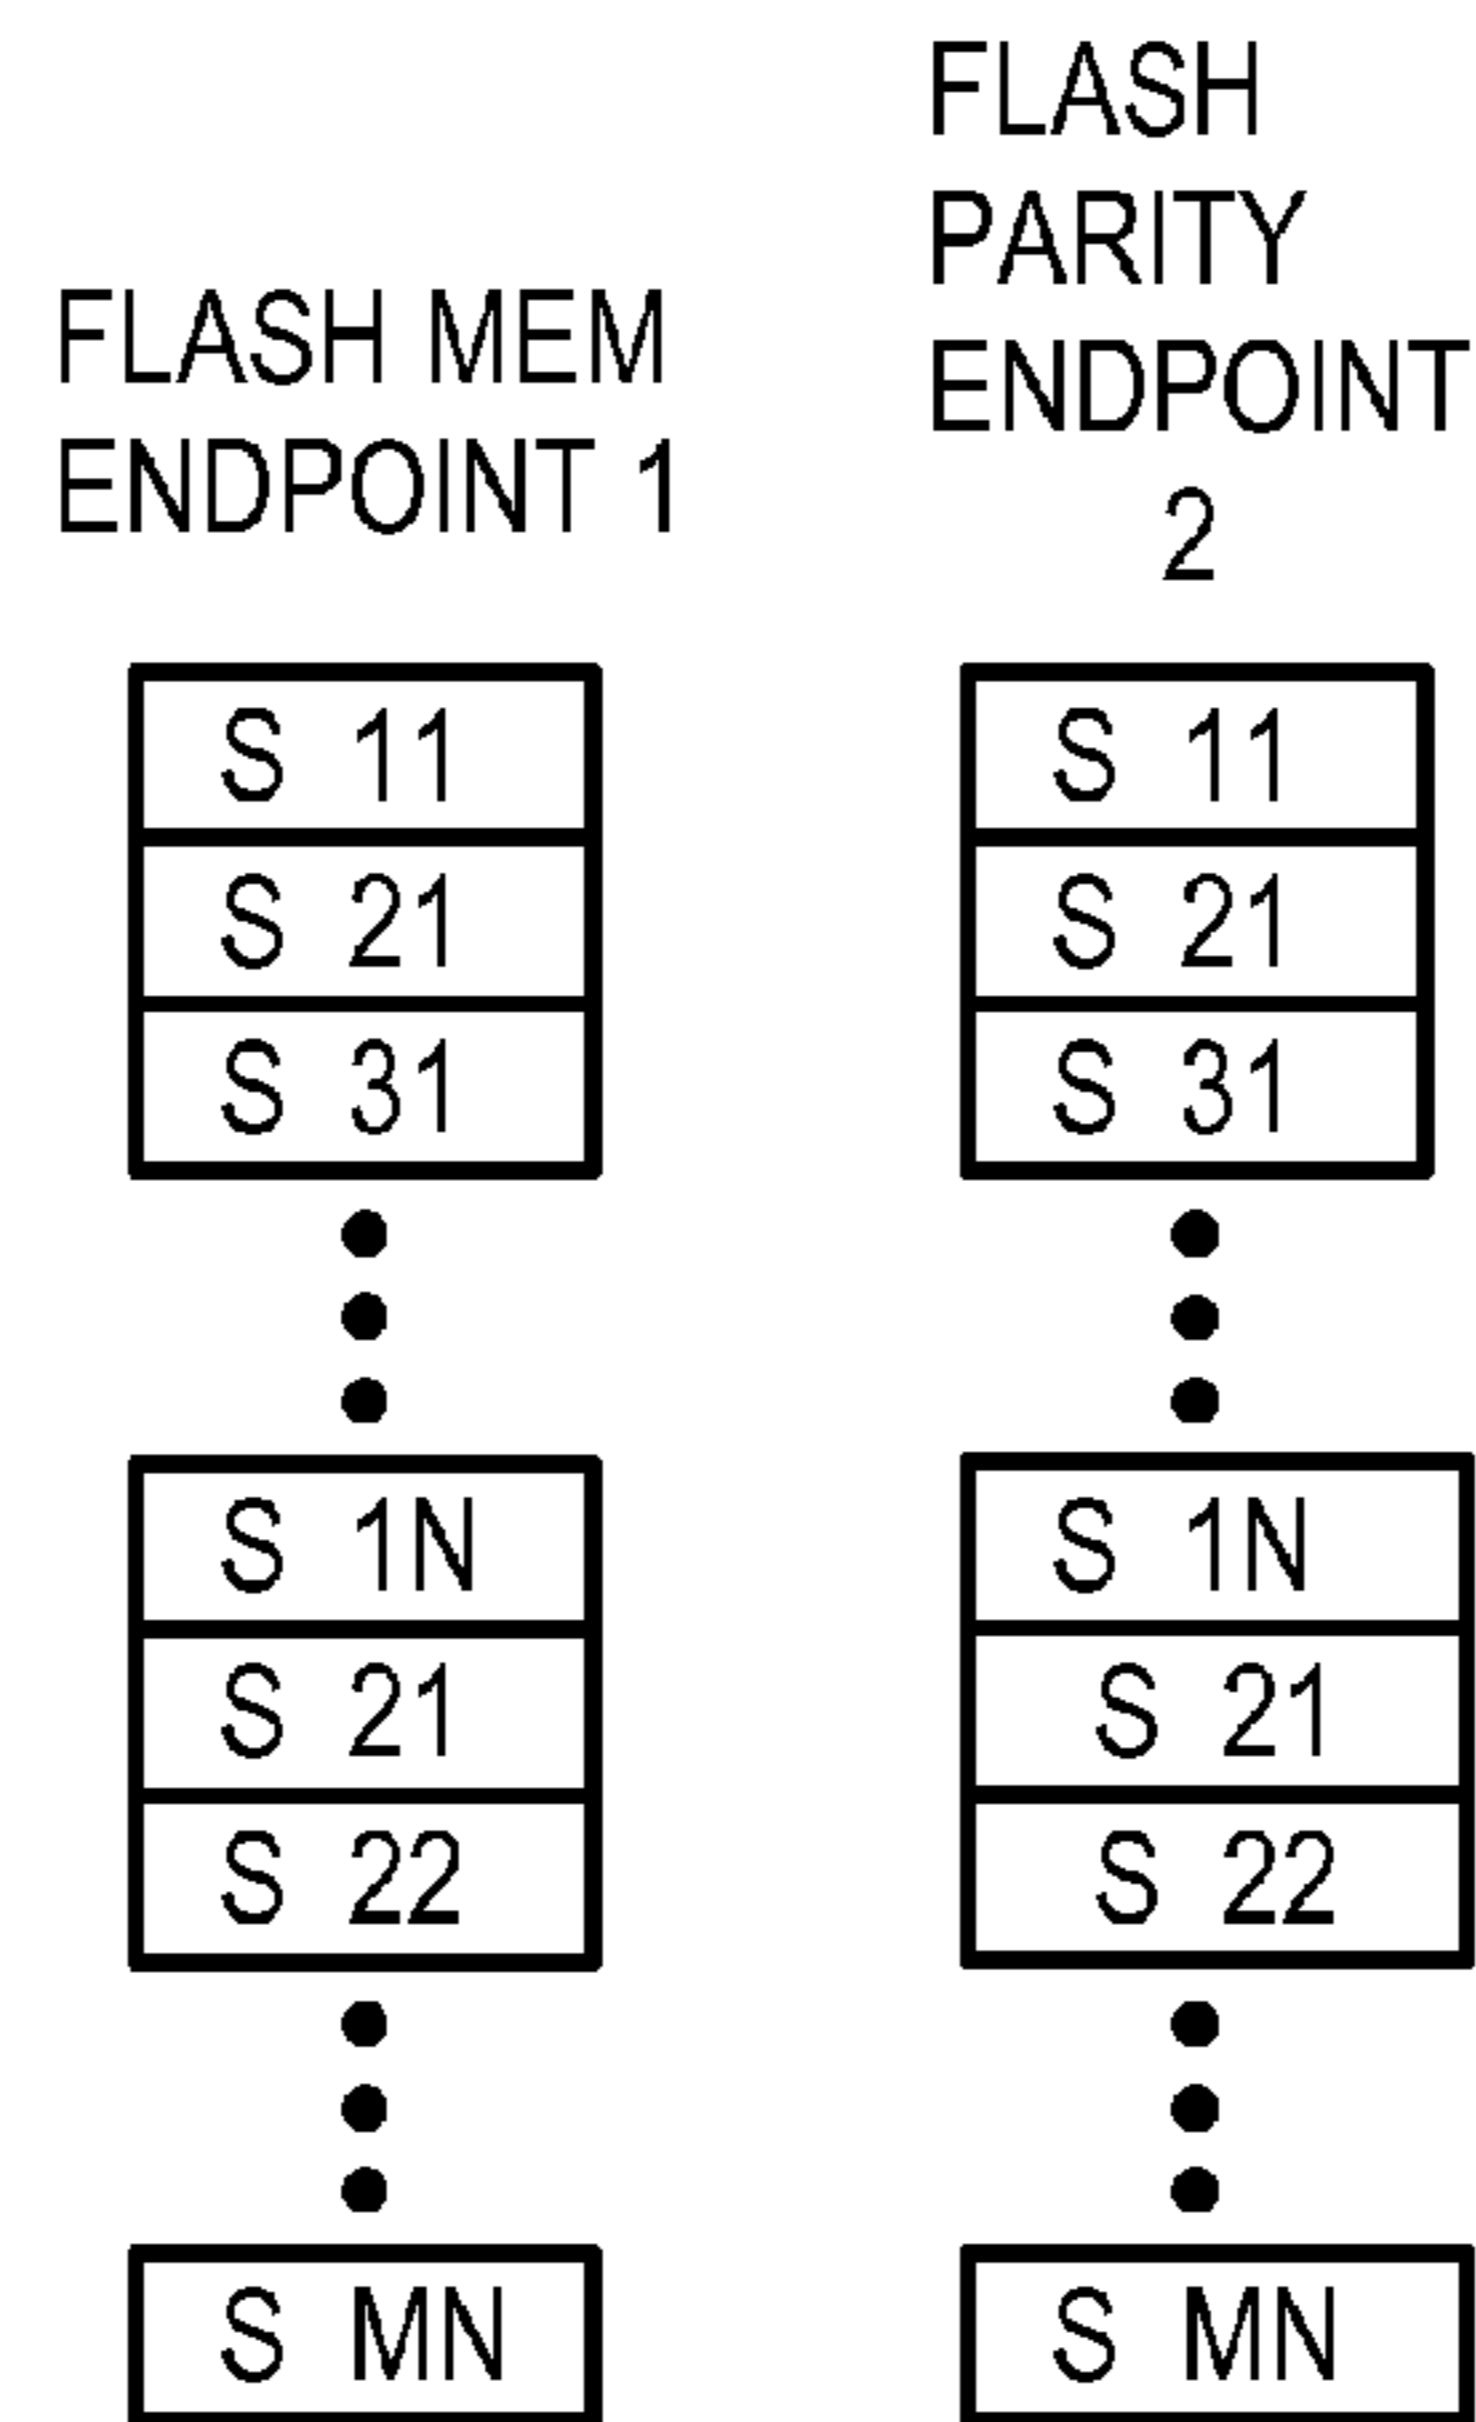 FLASH MEM
ENDPOINT 1
S 11
S 21
S 31
S 1N
S 21
S 22
S MN
FLASH
PARITY
ENDPOINT
2
S 11
S 21
S 31
S 1N
S 21
S 22
S MN